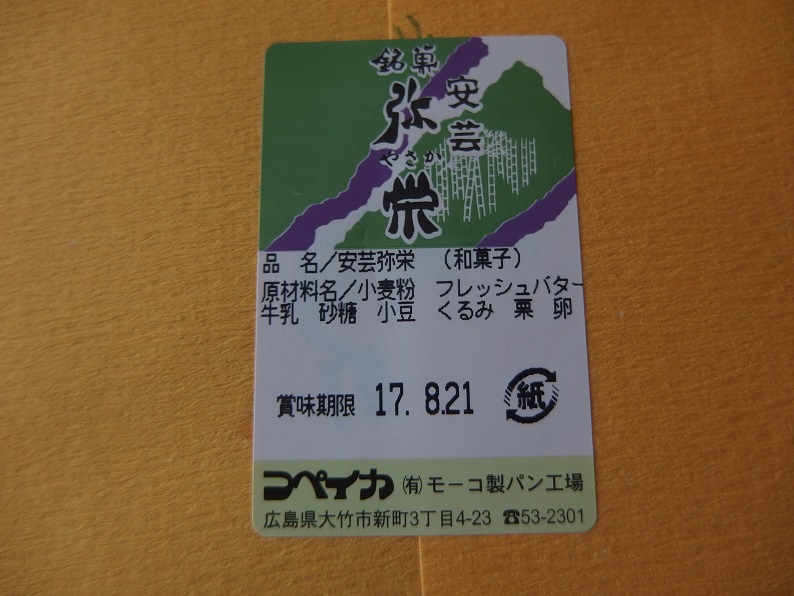 銘菓
安芸
弥栄
やさか
品 名／安芸弥栄 （和菓子）
原材料名／小麦粉 フレッシュバター
牛乳 砂糖 小豆 くるみ 栗 卵
賞味期限 17. 8.21
紙
コペイカ ㈲モーコ製パン工場
広島県大竹市新町3丁目4-23 ☎53-2301